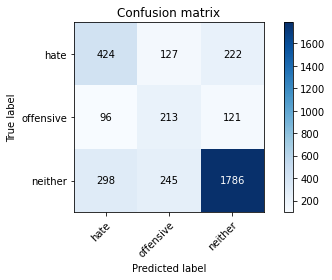 Confusion matrix
hate 424 127 222
offensive 96 213 121
neither 298 245 1786
hate offensive neither
True label
Predicted label
1600
1400
1200
1000
800
600
400
200